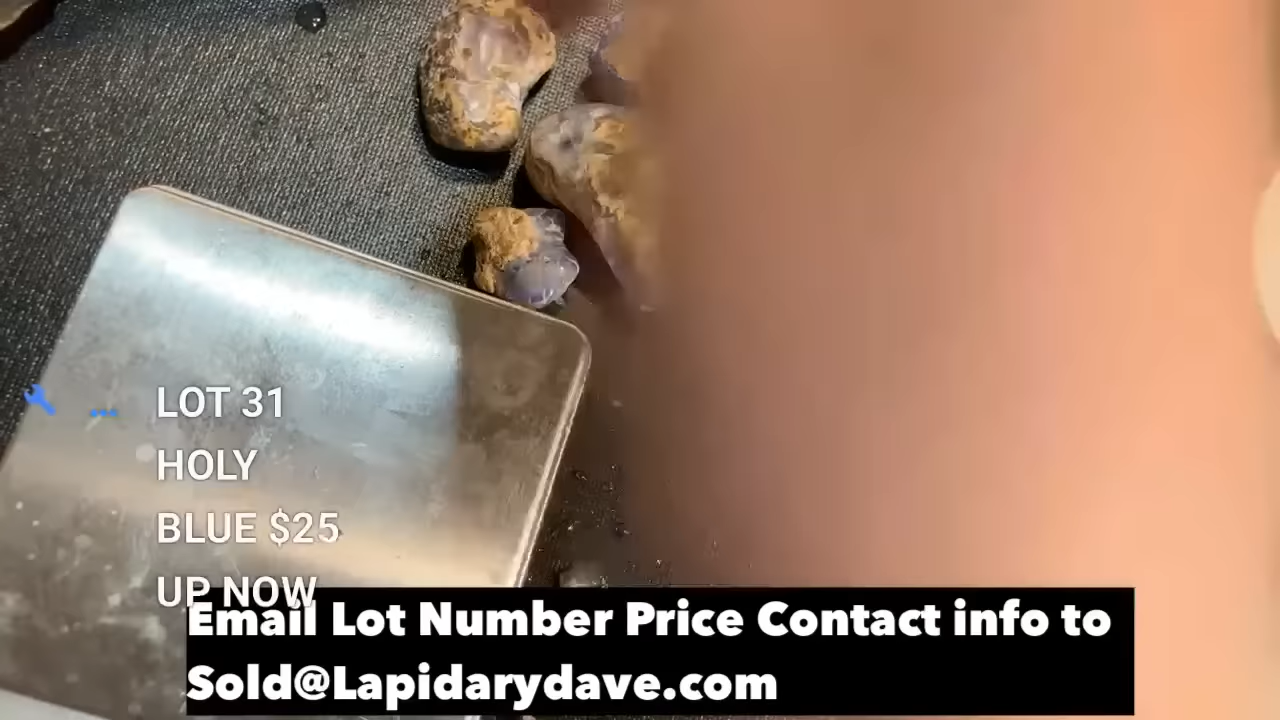 LOT 31
HOLY
BLUE $25
UP NOW
Email Lot Number Price Contact info to
Sold@Lapidarydave.com